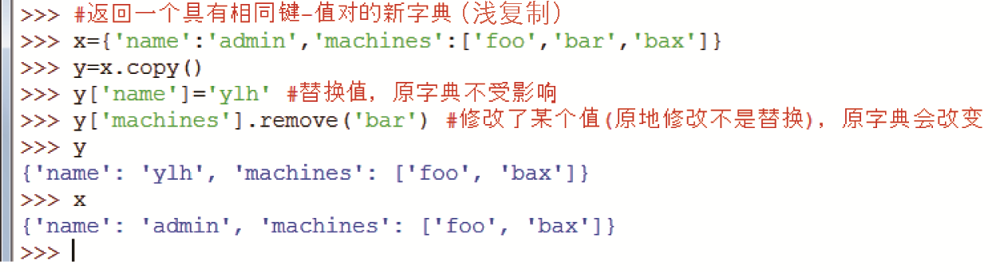 >>> #返回一个具有相同键-值对的新字典（浅复制）
>>> x={'name':'admin','machines':['foo','bar','bax']}
>>> y=x.copy()
>>> y['name']='ylh' #替换值，原字典不受影响
>>> y['machines'].remove('bar') #修改了某个值(原地修改不是替换)，原字典会改变
>>> y
{'name': 'ylh', 'machines': ['foo', 'bax']}
>>> x
{'name': 'admin', 'machines': ['foo', 'bax']}
>>>